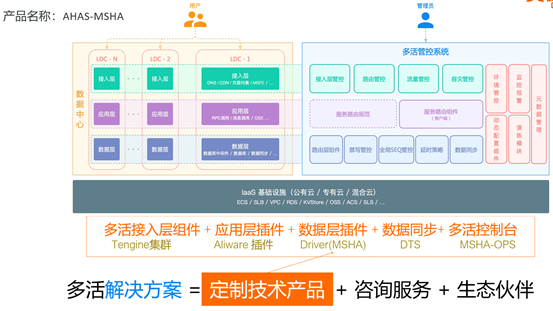 产品名称：AHAS-MSHA
用户
管理员
数据中心
LDC - N
LDC - 2
LDC - 1
接入层
接入层
接入层
DNS / CDN / 负载均衡 / MSFE / ...
应用层
应用层
应用层
RPC调用 / 消息调用 / OSS ...
数据层
数据层
数据层
数据库中间件 / 数据库 / 数据同步 / ...
多活管控系统
接入层管控
路由管控
流量管控
容灾管控
服务路由规范
服务路由组件
（客户端）
路由层组件
禁写管控
全局SEQ管控
延时策略
数据同步
环境管控
监控报警
动态配置组件
演练模块
元数据管理
IaaS 基础设施（公有云 / 专有云 / 混合云）
ECS / SLB / VPC / RDS / KVStore / OSS / ACS / SLS / ...
多活接入层组件 + 应用层插件 + 数据层插件 + 数据同步+ 多活控制台
Tengine集群 Aliware 插件 Driver(MSHA) DTS MSHA-OPS
多活解决方案 = 定制技术产品 + 咨询服务 + 生态伙伴